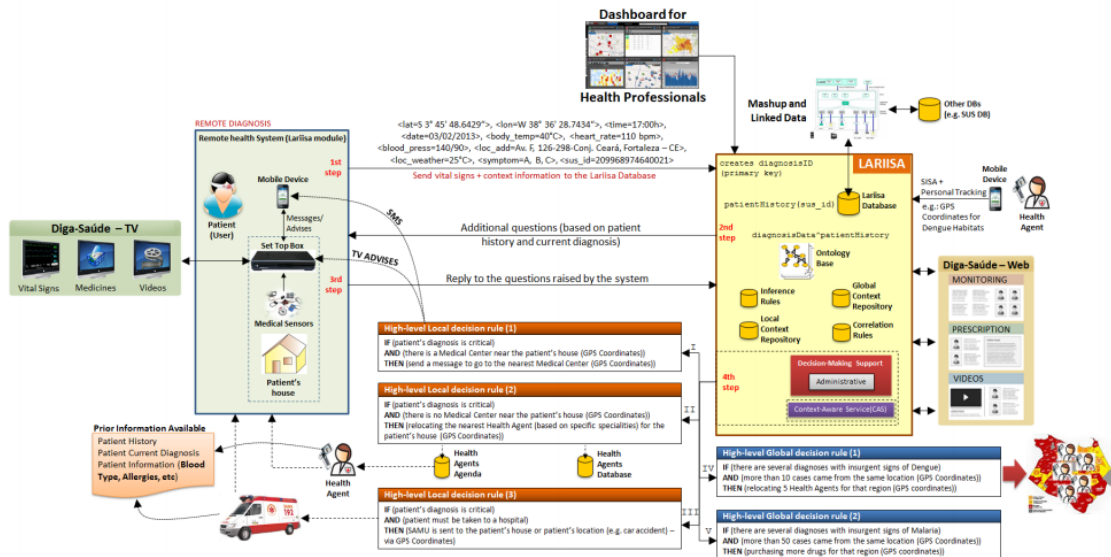 Dashboard for
Health Professionals
Mashup and
Linked Data
Other DBs
(e.g. SUS DB)
REMOTE DIAGNOSIS
Remote health System (Lariisa module)
1st
step
<lat=S 3° 45' 48.6429">, <lon=W 38° 36' 28.7434">, <time=17:00h>,
<date=03/02/2013>, <body_temp=40°C>, <heart_rate=110 bpm>,
<blood_press=140/90>, <loc_add=Av. F, 126-298-Conj. Ceará, Fortaleza – CE>,
<loc_weather=25°C>, <symptom=A, B, C>, <sus_id=209968974640021>
Send vital signs + context information to the Lariisa Database
Mobile Device
Patient
(User)
Messages/
Advises
SMS
Set Top Box
TV ADVISES
Medical Sensors
Patient's
house
Diga-Saúde – TV
Vital Signs
Medicines
Videos
Additional questions (based on patient
history and current diagnosis)
2nd
step
Reply to the questions raised by the system
3rd
step
LARIISA
creates diagnosisID
(primary key)
patientHistory(sus_id)
Lariisa
Database
diagnosisData^patientHistory
Ontology
Base
Inference
Rules
Global
Context
Repository
Local
Context
Repository
Correlation
Rules
4th
step
Decision-Making Support
Administrative
Context-Aware Service(CAS)
SISA +
Personal Tracking
e.g.: GPS
Coordinates for
Dengue Habitats
Mobile
Device
Health
Agent
Diga-Saúde – Web
MONITORING
PRESCRIPTION
VIDEOS
High-level Local decision rule (1)
IF (patient's diagnosis is critical)
AND (there is a Medical Center near the patient's house (GPS Coordinates))
THEN (send a message to go to the nearest Medical Center (GPS Coordinates))
I
High-level Local decision rule (2)
IF (patient's diagnosis is critical)
AND (there is no Medical Center near the patient's house (GPS Coordinates))
THEN (relocating the nearest Health Agent (based on specific specialities) for the
patient's house (GPS Coordinates))
II
Health
Agents
Agenda
Health
Agents
Database
High-level Local decision rule (3)
IF (patient's diagnosis is critical)
AND (patient must be taken to a hospital)
THEN (SAMU is sent to the patient's house or patient's location (e.g. car accident) –
via GPS Coordinates)
III
Prior Information Available
Patient History
Patient Current Diagnosis
Patient Information (Blood
Type, Allergies, etc)
Health
Agent
192
IV
High-level Global decision rule (1)
IF (there are several diagnoses with insurgent signs of Dengue)
AND (more than 10 cases came from the same location (GPS Coordinates))
THEN (relocating 5 Health Agents for that region (GPS coordinates))
V
High-level Global decision rule (2)
IF (there are several diagnoses with insurgent signs of Malaria)
AND (more than 50 cases came from the same location (GPS Coordinates))
THEN (purchasing more drugs for that region (GPS coordinates))